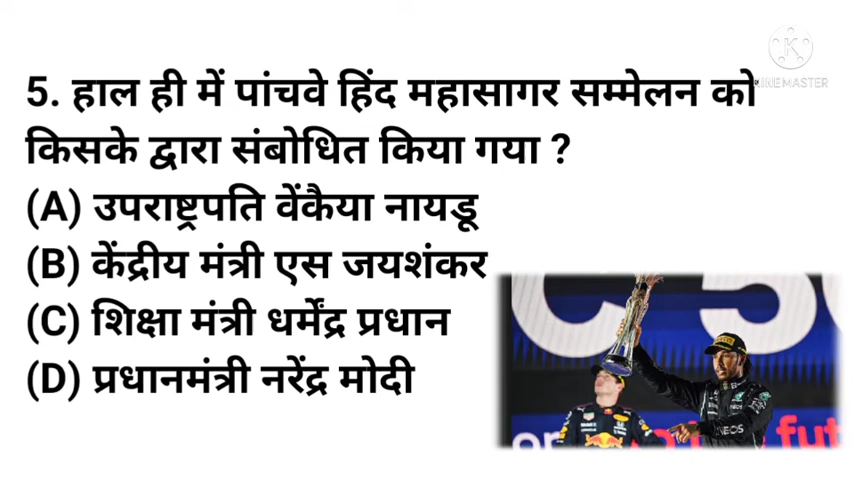 KINEMASTER
5. हाल ही में पांचवे हिंद महासागर सम्मेलन को
किसके द्वारा संबोधित किया गया ?
(A) उपराष्ट्रपति वेंकैया नायडू
(B) केंद्रीय मंत्री एस जयशंकर
(C) शिक्षा मंत्री धर्मेंद्र प्रधान
(D) प्रधानमंत्री नरेंद्र मोदी